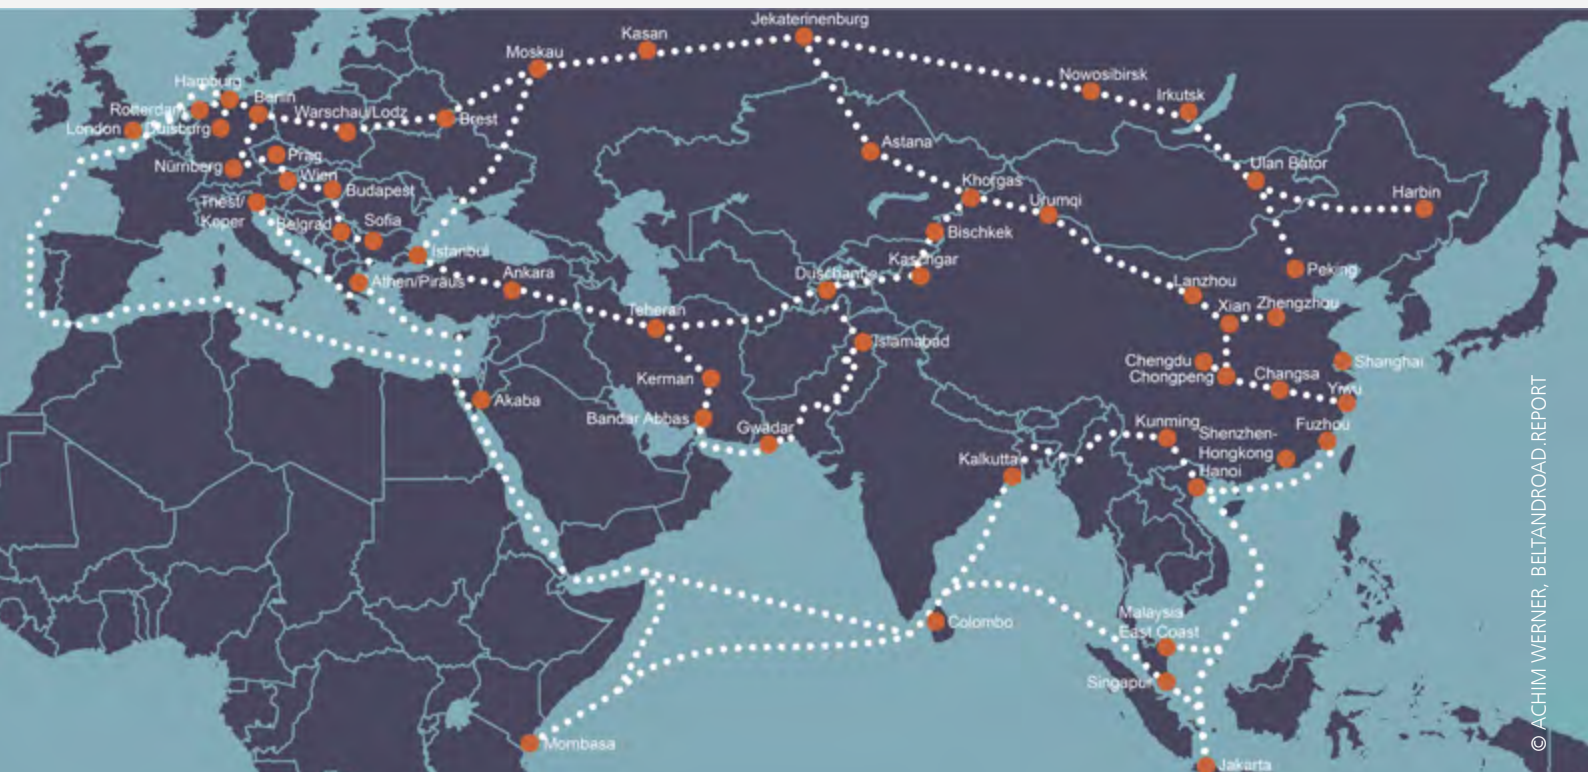 Jekaterinenburg
Kasan
Moskau
Nowosibirsk
Hamburg
Irkutsk
Berlin
Rotterdam
Warschau/Lodz
Brest
London
Duisburg
Astana
Prag
Nürnberg
Ulan Bator
Wien
Khorgas
Budapest
Harbin
Triest/
Koper
Urumqi
Belgrad
Sofia
Bischkek
Istanbul
Kaschgar
Peking
Ankara
Duschanbe
Athen/Piräus
Lanzhou
Xian
Zhengzhou
Teheran
Islamabad
Chengdu
Shanghai
Kerman
Chongpeng
Changsa
Yiwu
Akaba
Bandar Abbas
Gwadar
Kunming
Fuzhou
Shenzhen-
Hongkong
Kalkutta
Hanoi
Malaysia
East Coast
Colombo
Singapur
Mombasa
Jakarta
© ACHIM WERNER, BELTANDROAD.REPORT